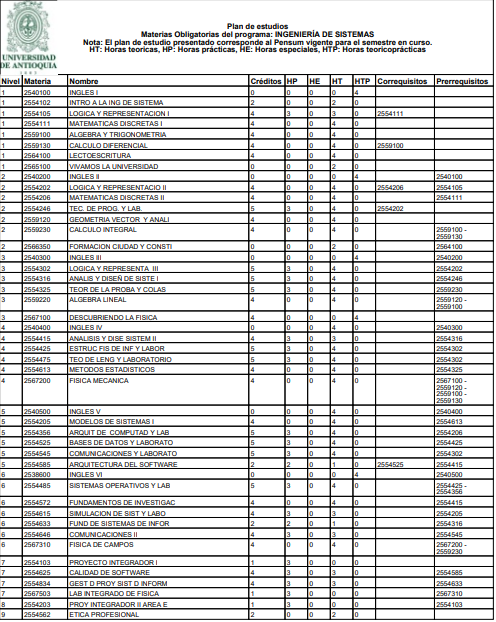 Plan de estudios
Materias Obligatorias del programa: INGENIERÍA DE SISTEMAS
Nota: El plan de estudio presentado corresponde al Pensum vigente para el semestre en curso.
HT: Horas teoricas, HP: Horas prácticas, HE: Horas especiales, HTP: Horas teoricoprácticas
UNIVERSIDAD
DE ANTIOQUIA
Nivel Materia Nombre Créditos HP HE HT HTP Correquisitos Prerrequisitos
1 2540100 INGLES I 0 0 0 0 4
1 2554102 INTRO A LA ING DE SISTEMA 2 0 0 2 0
1 2554105 LOGICA Y REPRESENTACION I 4 3 0 3 0 2554111
1 2554111 MATEMATICAS DISCRETAS I 4 0 0 4 0
1 2559100 ALGEBRA Y TRIGONOMETRIA 4 0 0 4 0
1 2559130 CALCULO DIFERENCIAL 4 0 0 4 0 2559100
1 2564100 LECTOESCRITURA 4 0 0 4 0
1 2565100 VIVAMOS LA UNIVERSIDAD 0 0 0 2 0
2 2540200 INGLES II 0 0 0 0 4 2540100
2 2554202 LOGICA Y REPRESENTACIO II 4 3 0 4 0 2554206 2554105
2 2554206 MATEMATICAS DISCRETAS II 4 0 0 4 0 2554111
2 2554246 TEC. DE PROG. Y LAB. 5 3 0 4 0 2554202
2 2559120 GEOMETRIA VECTOR Y ANALI 4 0 0 4 0
2 2559230 CALCULO INTEGRAL 4 0 0 4 0 2559100 -
2559130
2 2566350 FORMACION CIUDAD Y CONSTI 0 0 0 2 0 2564100
3 2540300 INGLES III 0 0 0 0 4 2540200
3 2554302 LOGICA Y REPRESENTA III 5 3 0 4 0 2554202
3 2554316 ANALIS Y DISEÑ DE SISTE I 5 3 0 4 0 2554246
3 2554325 TEOR DE LA PROBA Y COLAS 5 3 0 4 0 2559230
3 2559220 ALGEBRA LINEAL 4 0 0 4 0 2559120 -
2559100
3 2567100 DESCUBRIENDO LA FISICA 4 0 0 0 4
4 2540400 INGLES IV 0 0 0 0 4 2540300
4 2554415 ANALISIS Y DISE SISTEM II 4 3 0 3 0 2554316
4 2554425 ESTRUC FIS DE INF Y LABOR 5 3 0 4 0 2554302
4 2554475 TEO DE LENG Y LABORATORIO 5 3 0 4 0 2554302
4 2554613 METODOS ESTADISTICOS 4 0 0 4 0 2554325
4 2567200 FISICA MECANICA 4 0 0 4 0 2567100 -
2559120 -
2559100 -
2559130
5 2540500 INGLES V 0 0 0 0 4 2540400
5 2554205 MODELOS DE SISTEMAS I 4 0 0 4 0 2554613
5 2554356 ARQUIT DE COMPUTAD Y LAB 5 3 0 4 0 2554206
5 2554525 BASES DE DATOS Y LABORATO 5 3 0 4 0 2554425
5 2554545 COMUNICACIONES Y LABORATO 5 3 0 4 0 2554302
5 2554585 ARQUITECTURA DEL SOFTWARE 2 2 0 1 0 2554525 2554415
6 2538600 INGLES VI 0 0 0 0 4 2540500
6 2554485 SISTEMAS OPERATIVOS Y LAB 5 3 0 4 0 2554425 -
2554356
6 2554572 FUNDAMENTOS DE INVESTIGAC 4 0 0 4 0 2554415
6 2554615 SIMULACION DE SIST Y LABO 4 3 0 3 0 2554205
6 2554633 FUND DE SISTEMAS DE INFOR 2 2 0 1 0 2554316
6 2554646 COMUNICACIONES II 4 3 0 3 0 2554545
6 2567310 FISICA DE CAMPOS 4 0 0 4 0 2567200 -
2559230
7 2554103 PROYECTO INTEGRADOR I 1 3 0 0 0
7 2554625 CALIDAD DE SOFTWARE 4 3 0 3 0 2554585
7 2554834 GEST D PROY SIST D INFORM 4 3 0 3 0 2554633
7 2567503 LAB INTEGRADO DE FISICA 1 3 0 0 0 2567310
8 2554203 PROY INTEGRADOR II AREA E 1 3 0 0 0 2554103
9 2554562 ETICA PROFESIONAL 2 0 0 2 0